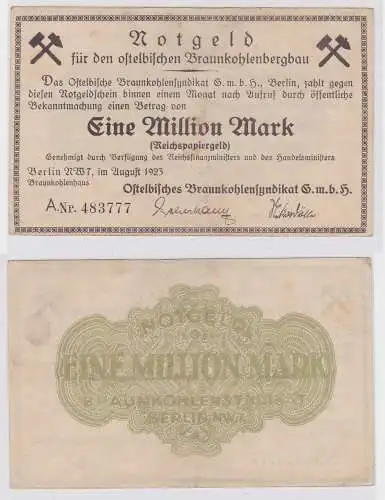 Notgeld
für den ostelbischen Braunkohlenbergbau
Das Ostelbische Braunkohlensyndikat G. m. b. H., Berlin, zahlt gegen
diesen Notgeldschein binnen einem Monat nach Aufruf durch öffentliche
Bekanntmachung einen Betrag von
Eine Million Mark
(Reichspapiergeld)
Genehmigt durch Verfügung des Reichsfinanzministers und des Handelsministers
Berlin NW7, im August 1923
Braunkohlenhaus
Ostelbisches Braunkohlensyndikat G. m. b. H.
A.Nr. 483777
NOTGELD
EINE MILLION MARK
BERLIN NW7